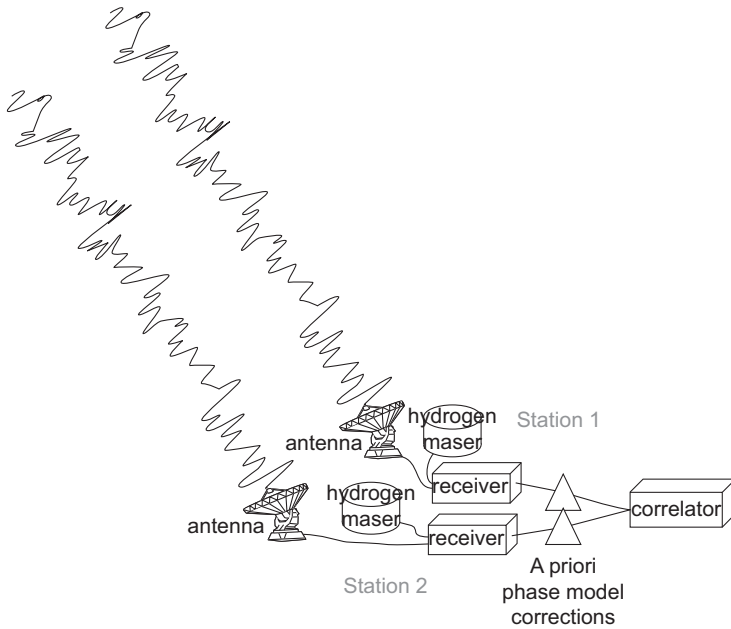 hydrogen
maser
Station 1
antenna
receiver
hydrogen
maser
antenna
receiver
correlator
Station 2
A priori
phase model
corrections